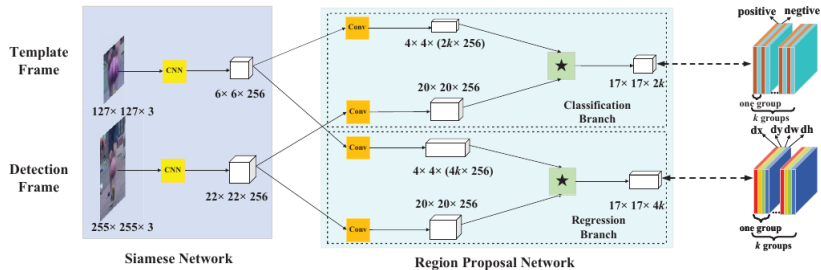 Template
Frame
127× 127× 3
CNN
6× 6× 256
Detection
Frame
255× 255× 3
CNN
22× 22× 256
Siamese Network
Conv
4× 4× (2k× 256)
Conv
20× 20× 256
★
17× 17× 2k
Classification
Branch
Conv
4× 4× (4k× 256)
Conv
20× 20× 256
★
17× 17× 4k
Regression
Branch
Region Proposal Network
positive negtive
one group
k groups
dx dy dw dh
one group
k groups